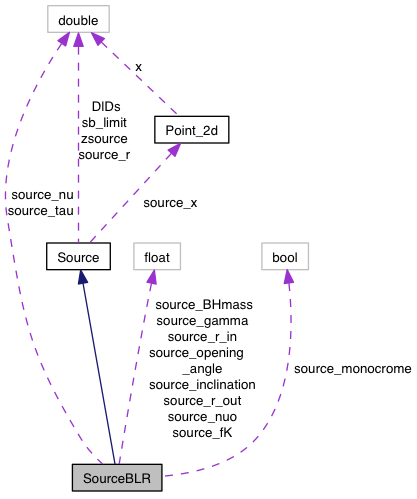 double
x
DIDs
sb_limit
zsource
source_r
Point_2d
source_nu
source_tau
source_x
Source
float
bool
source_BHmass
source_gamma
source_r_in
source_opening
_angle
source_inclination
source_r_out
source_nuo
source_fK
source_monocrome
SourceBLR